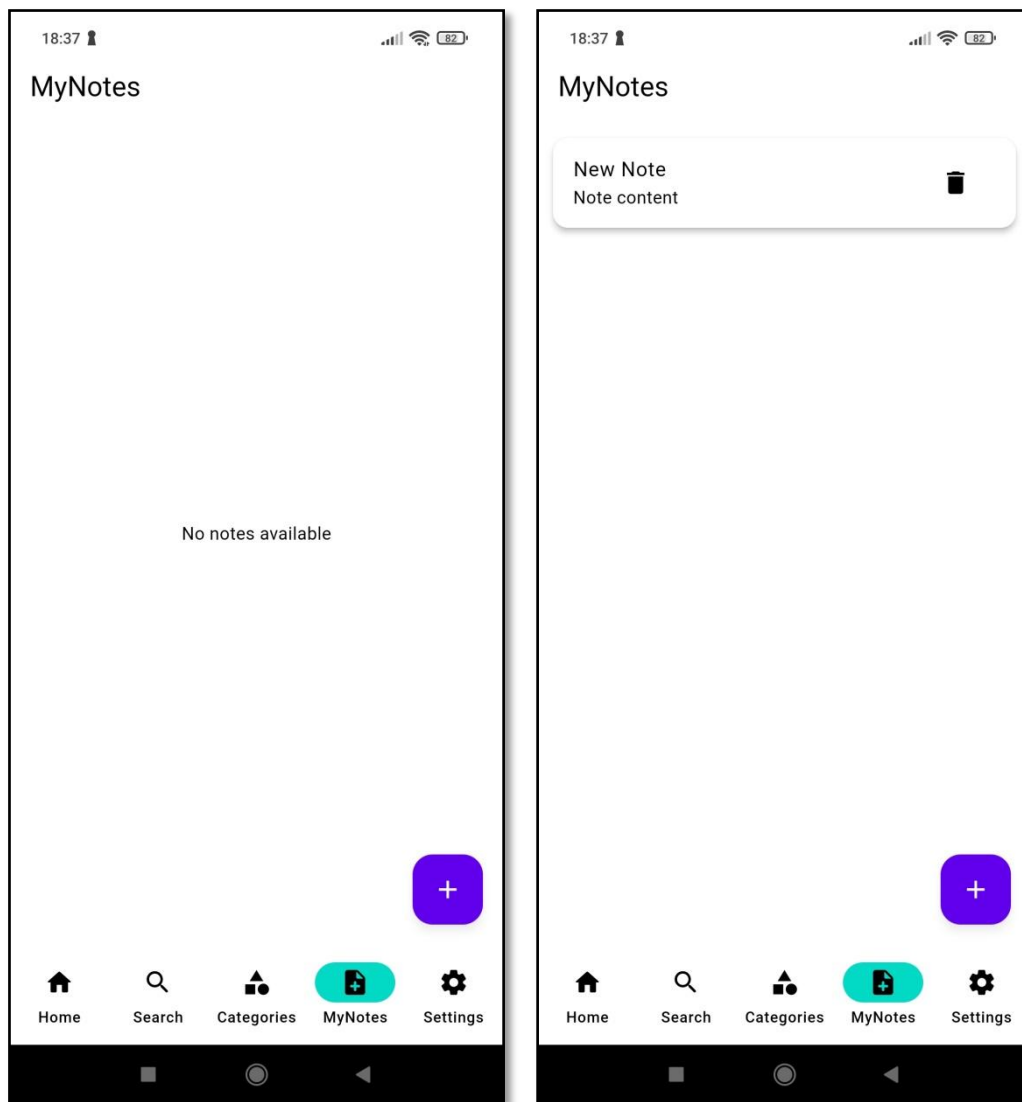 18:37
82
MyNotes
No notes available
+
Home Search Categories MyNotes Settings
18:37
82
MyNotes
New Note
Note content
+
Home Search Categories MyNotes Settings